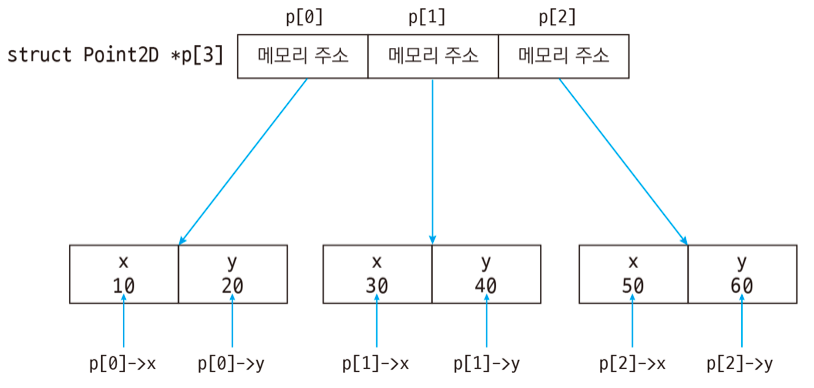 p[0] p[1] p[2]
struct Point2D *p[3] 메모리 주소 메모리 주소 메모리 주소
x y x y x y
10 20 30 40 50 60
p[0]->x p[0]->y p[1]->x p[1]->y p[2]->x p[2]->y